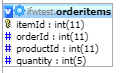 ifwtest.orderitems
itemId : int(11)
orderId : int(11)
productId : int(11)
quantity : int(5)